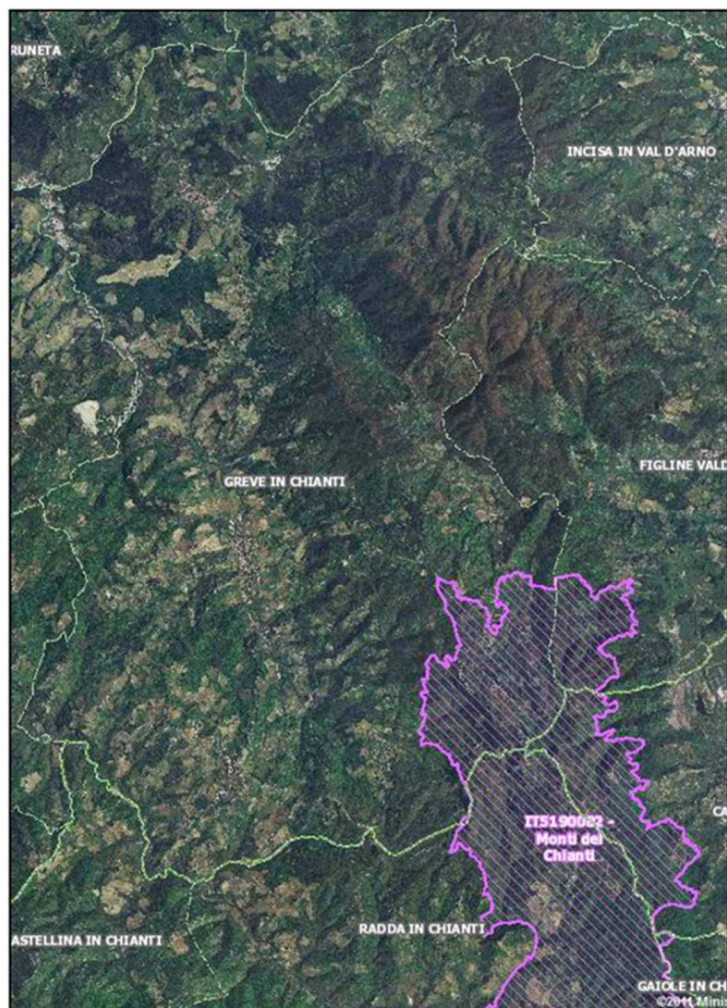 RUNETA
INCISA IN VAL D'ARNO
FIGLINE VALD
GREVE IN CHIANTI
IT5190002 -
Monti del
Chianti
CA
RADDA IN CHIANTI
ASTELLINA IN CHIANTI
GAIOLE IN CH
©2011 Mini